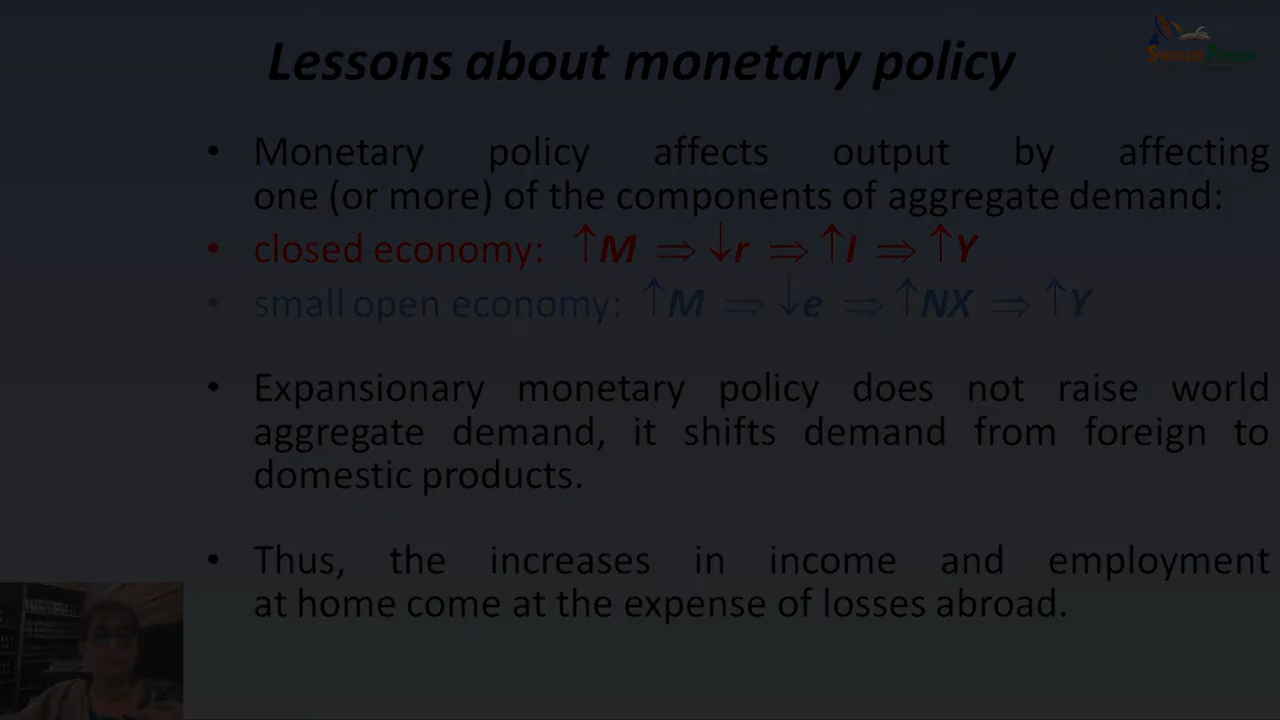 Lessons about monetary policy
SWAYAM PRABHA
• Monetary policy affects output by affecting
one (or more) of the components of aggregate demand:
• closed economy: ↑M ⇒ ↓r ⇒ ↑I ⇒ ↑Y
• small open economy: ↑M ⇒ ↓e ⇒ ↑NX ⇒ ↑Y
• Expansionary monetary policy does not raise world
aggregate demand, it shifts demand from foreign to
domestic products.
• Thus, the increases in income and employment
at home come at the expense of losses abroad.